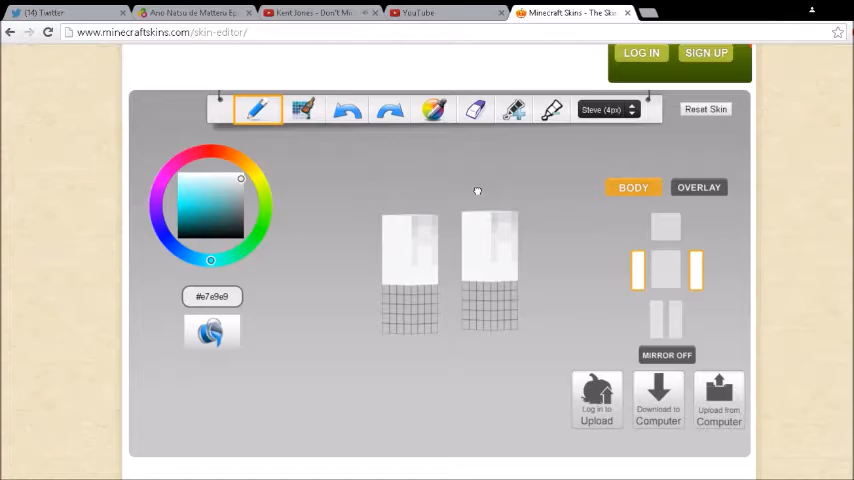 (14) Twitter
Ano Natsu de Matteru Ep
Kent Jones - Don't Mi
YouTube
Minecraft Skins - The Ski
www.minecraftskins.com/skin-editor/
LOG IN
SIGN UP
Steve (4px)
Reset Skin
BODY
OVERLAY
#e7e9e9
MIRROR OFF
Log in to
Upload
Download to
Computer
Upload from
Computer